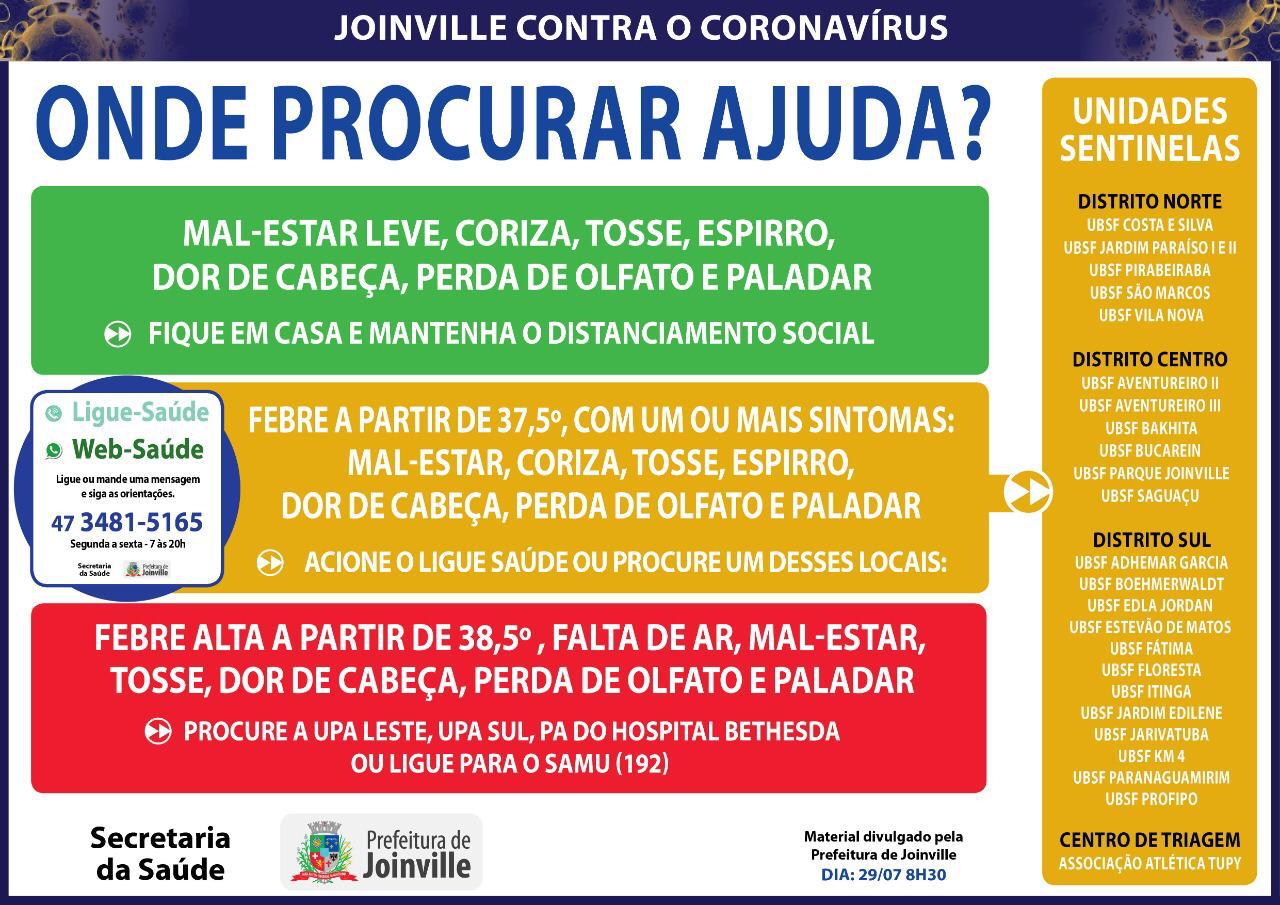 JOINVILLE CONTRA O CORONAVÍRUS
ONDE PROCURAR AJUDA?
MAL-ESTAR LEVE, CORIZA, TOSSE, ESPIRRO,
DOR DE CABEÇA, PERDA DE OLFATO E PALADAR
FIQUE EM CASA E MANTENHA O DISTANCIAMENTO SOCIAL
Ligue-Saúde
Web-Saúde
Ligue ou mande uma mensagem
e siga as orientações.
47 3481-5165
Segunda a sexta - 7 às 20h
Secretaria
da Saúde
Prefeitura de
Joinville
FEBRE A PARTIR DE 37,5º, COM UM OU MAIS SINTOMAS:
MAL-ESTAR, CORIZA, TOSSE, ESPIRRO,
DOR DE CABEÇA, PERDA DE OLFATO E PALADAR
ACIONE O LIGUE SAÚDE OU PROCURE UM DESSES LOCAIS:
FEBRE ALTA A PARTIR DE 38,5º , FALTA DE AR, MAL-ESTAR,
TOSSE, DOR DE CABEÇA, PERDA DE OLFATO E PALADAR
PROCURE A UPA LESTE, UPA SUL, PA DO HOSPITAL BETHESDA
OU LIGUE PARA O SAMU (192)
UNIDADES
SENTINELAS
DISTRITO NORTE
UBSF COSTA E SILVA
UBSF JARDIM PARAÍSO I E II
UBSF PIRABEIRABA
UBSF SÃO MARCOS
UBSF VILA NOVA
DISTRITO CENTRO
UBSF AVENTUREIRO II
UBSF AVENTUREIRO III
UBSF BAKHITA
UBSF BUCAREIN
UBSF PARQUE JOINVILLE
UBSF SAGUAÇU
DISTRITO SUL
UBSF ADHEMAR GARCIA
UBSF BOEHMERWALDT
UBSF EDLA JORDAN
UBSF ESTEVÃO DE MATOS
UBSF FÁTIMA
UBSF FLORESTA
UBSF ITINGA
UBSF JARDIM EDILENE
UBSF JARIVATUBA
UBSF KM 4
UBSF PARANAGUAMIRIM
UBSF PROFIPO
CENTRO DE TRIAGEM
ASSOCIAÇÃO ATLÉTICA TUPY
Secretaria
da Saúde
Prefeitura de
Joinville
Material divulgado pela
Prefeitura de Joinville
DIA: 29/07 8H30